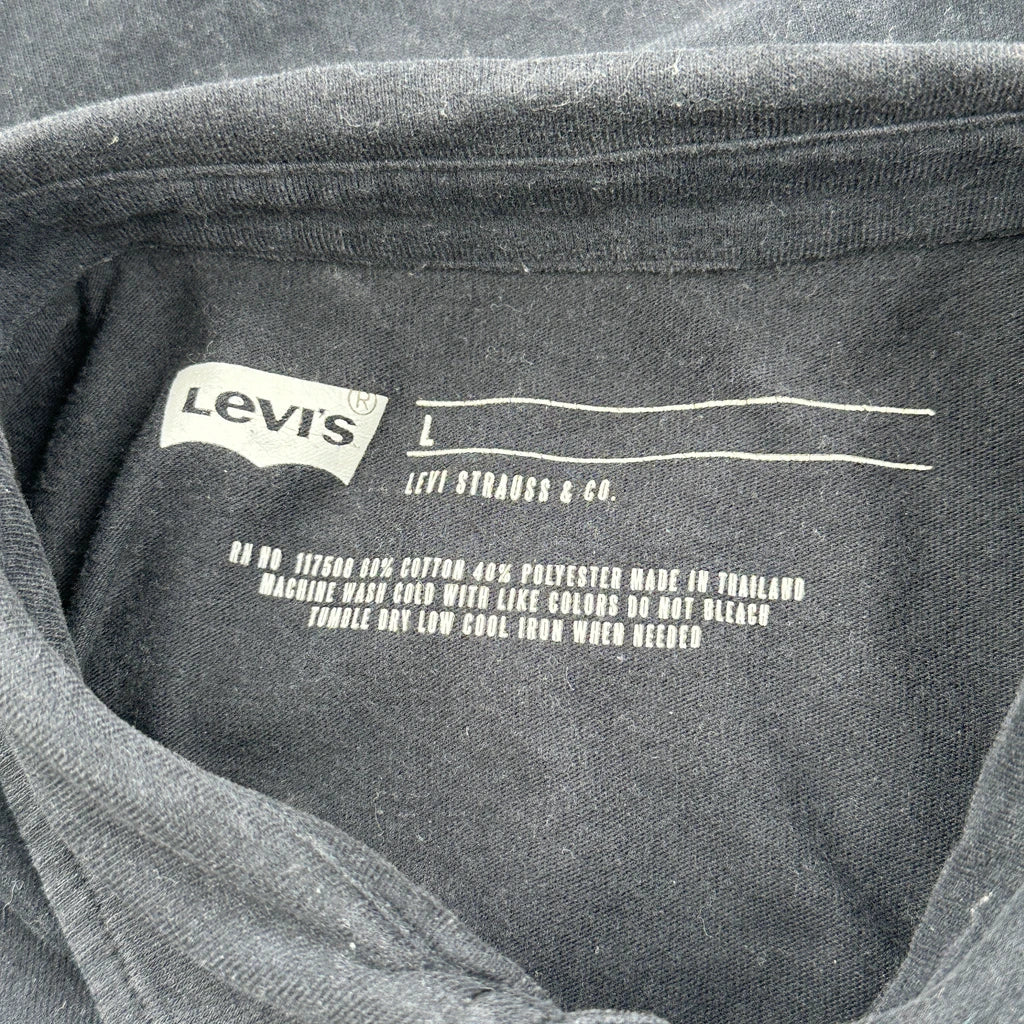 Levi's®
L
LEVI STRAUSS & CO.
RN NO 117508 60% COTTON 40% POLYESTER MADE IN THAILAND
MACHINE WASH COLD WITH LIKE COLORS DO NOT BLEACH
TUMBLE DRY LOW COOL IRON WHEN NEEDED